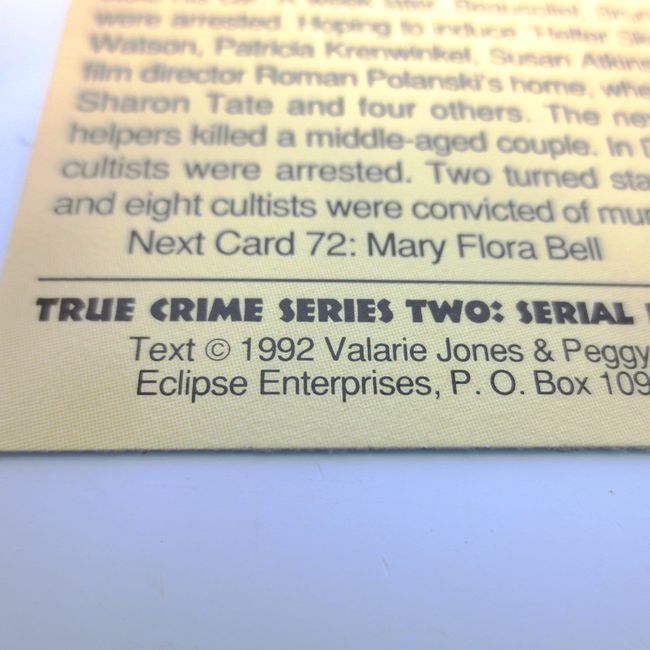 were arrested. Hoping to induce "Helter
Watson, Patricia Krenwinkel, Susan Atkins
film director Roman Polanski's home, whe
Sharon Tate and four others. The ne
helpers killed a middle-aged couple. In D
cultists were arrested. Two turned sta
and eight cultists were convicted of mur
Next Card 72: Mary Flora Bell
TRUE CRIME SERIES TWO: SERIAL
Text © 1992 Valarie Jones & Peggy
Eclipse Enterprises, P. O. Box 109